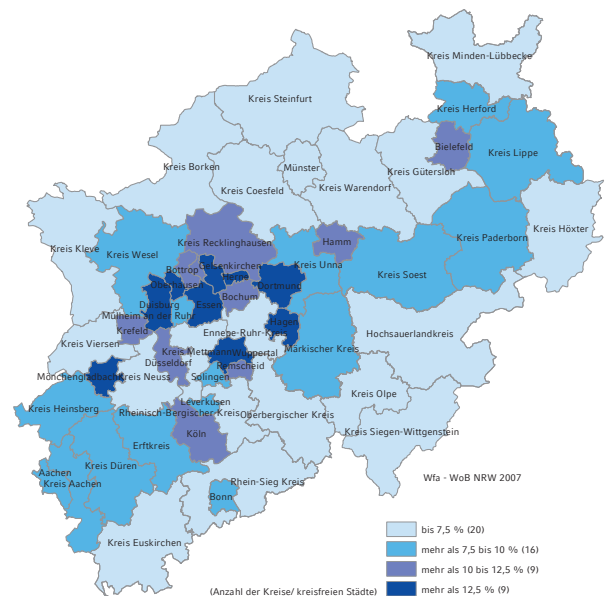 Kreis Minden-Lübbecke
Kreis Steinfurt
Kreis Herford
Bielefeld
Kreis Lippe
Kreis Borken
Münster
Kreis Gütersloh
Kreis Coesfeld
Kreis Warendorf
Kreis Höxter
Kreis Kleve
Kreis Wesel
Kreis Recklinghausen
Hamm
Kreis Paderborn
Bottrop
Gelsenkirchen
Kreis Unna
Kreis Soest
Oberhausen
Herne
Dortmund
Duisburg
Essen
Bochum
Mülheim an der Ruhr
Hagen
Krefeld
Ennepe-Ruhr-Kreis
Hochsauerlandkreis
Kreis Viersen
Kreis Mettmann
Wuppertal
Märkischer Kreis
Düsseldorf
Remscheid
Mönchengladbach
Kreis Neuss
Solingen
Kreis Olpe
Leverkusen
Kreis Heinsberg
Rheinisch-Bergischer Kreis
Oberbergischer Kreis
Köln
Kreis Siegen-Wittgenstein
Erftkreis
Kreis Düren
Aachen
Kreis Aachen
Rhein-Sieg Kreis
Wfa - WoB NRW 2007
Bonn
Kreis Euskirchen
bis 7,5 % (20)
mehr als 7,5 bis 10 % (16)
mehr als 10 bis 12,5 % (9)
mehr als 12,5 % (9)
(Anzahl der Kreise/ kreisfreien Städte)